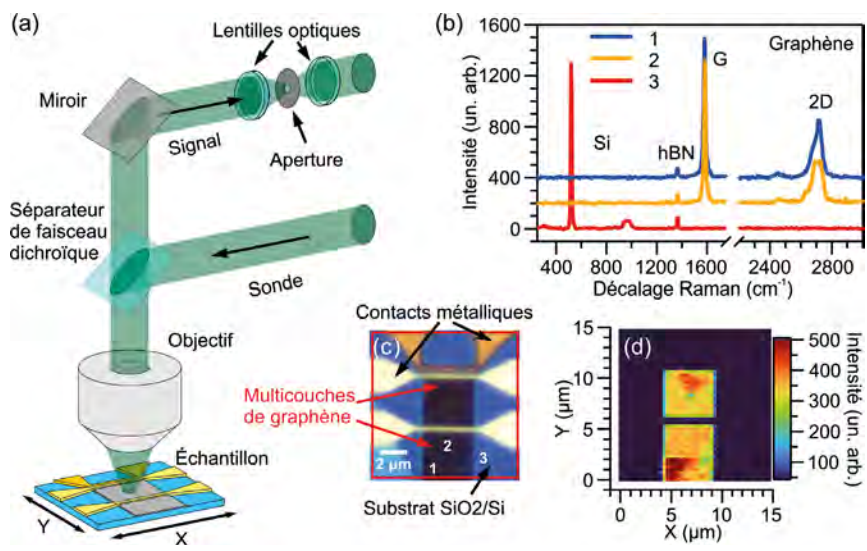 (a)
Lentilles optiques
Miroir
Signal
Aperture
Séparateur
de faisceau
dichroïque
Sonde
Objectif
Échantillon
Y
X
(b)
Intensité (un. arb.)
1600
1200
800
400
0
1
2
3
Si
hBN
G
Graphène
2D
400
800
1200
1600
2400
2800
Décalage Raman (cm-1)
Contacts métalliques
(c)
Multicouches
de graphène
2 µm
1
2
3
Substrat SiO2/Si
(d)
Y (µm)
15
10
5
0
0
5
10
15
X (µm)
500
400
300
200
100
Intensité (un. arb.)